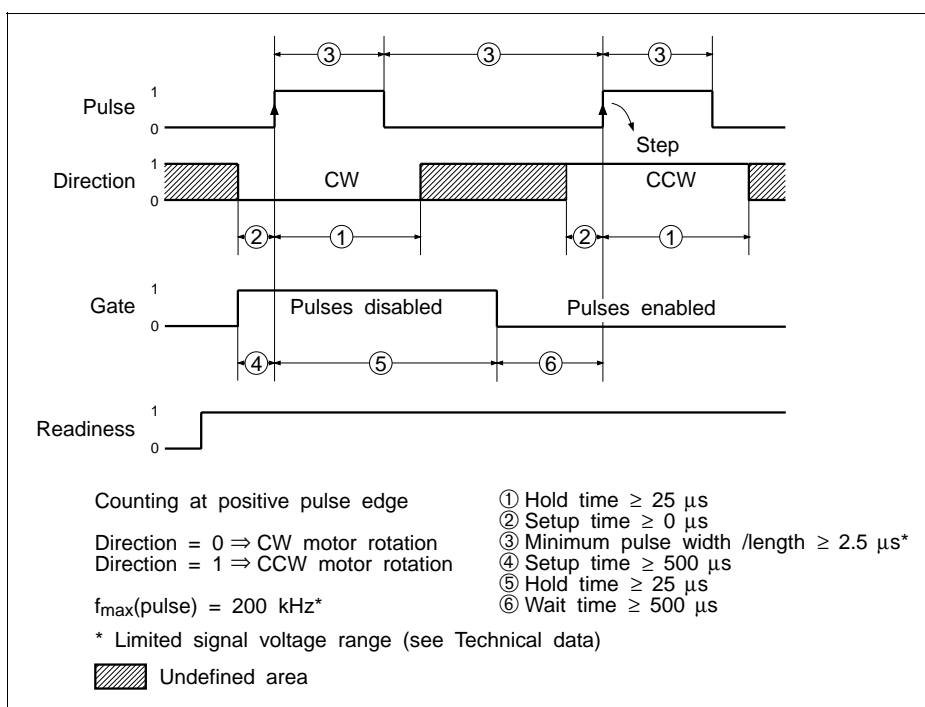 ③ ③ ③
1
Pulse
0
Step
1
Direction CW CCW
0
② ① ② ①
1
Gate Pulses disabled Pulses enabled
0
④ ⑤ ⑥
1
Readiness
0
Counting at positive pulse edge
Direction = 0 ⇒ CW motor rotation
Direction = 1 ⇒ CCW motor rotation
fmax(pulse) = 200 kHz*
① Hold time ≥ 25 μs
② Setup time ≥ 0 μs
③ Minimum pulse width /length ≥ 2.5 μs*
④ Setup time ≥ 500 μs
⑤ Hold time ≥ 25 μs
⑥ Wait time ≥ 500 μs
* Limited signal voltage range (see Technical data)
Undefined area